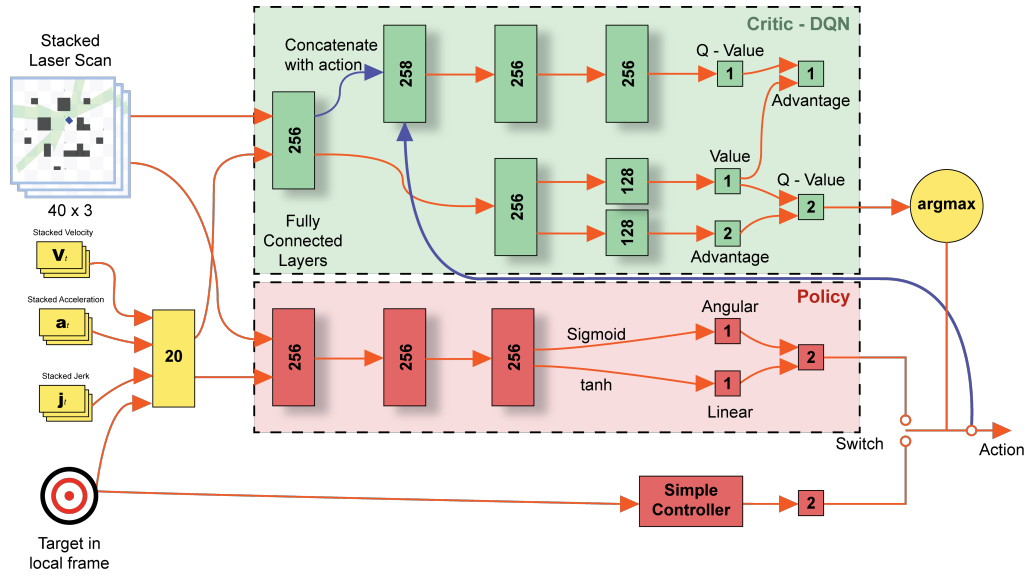 Critic - DQN
Stacked
Laser Scan
40 x 3
Concatenate
with action
256
258
256
256
Q - Value
1
1
Advantage
Fully
Connected
Layers
256
128
128
Value
1
2
Advantage
Q - Value
2
argmax
Stacked Velocity
Vt
Stacked Acceleration
at
Stacked Jerk
jt
20
Policy
256
256
256
Sigmoid
tanh
Angular
1
1
Linear
2
Switch
Action
Simple
Controller
2
Target in
local frame